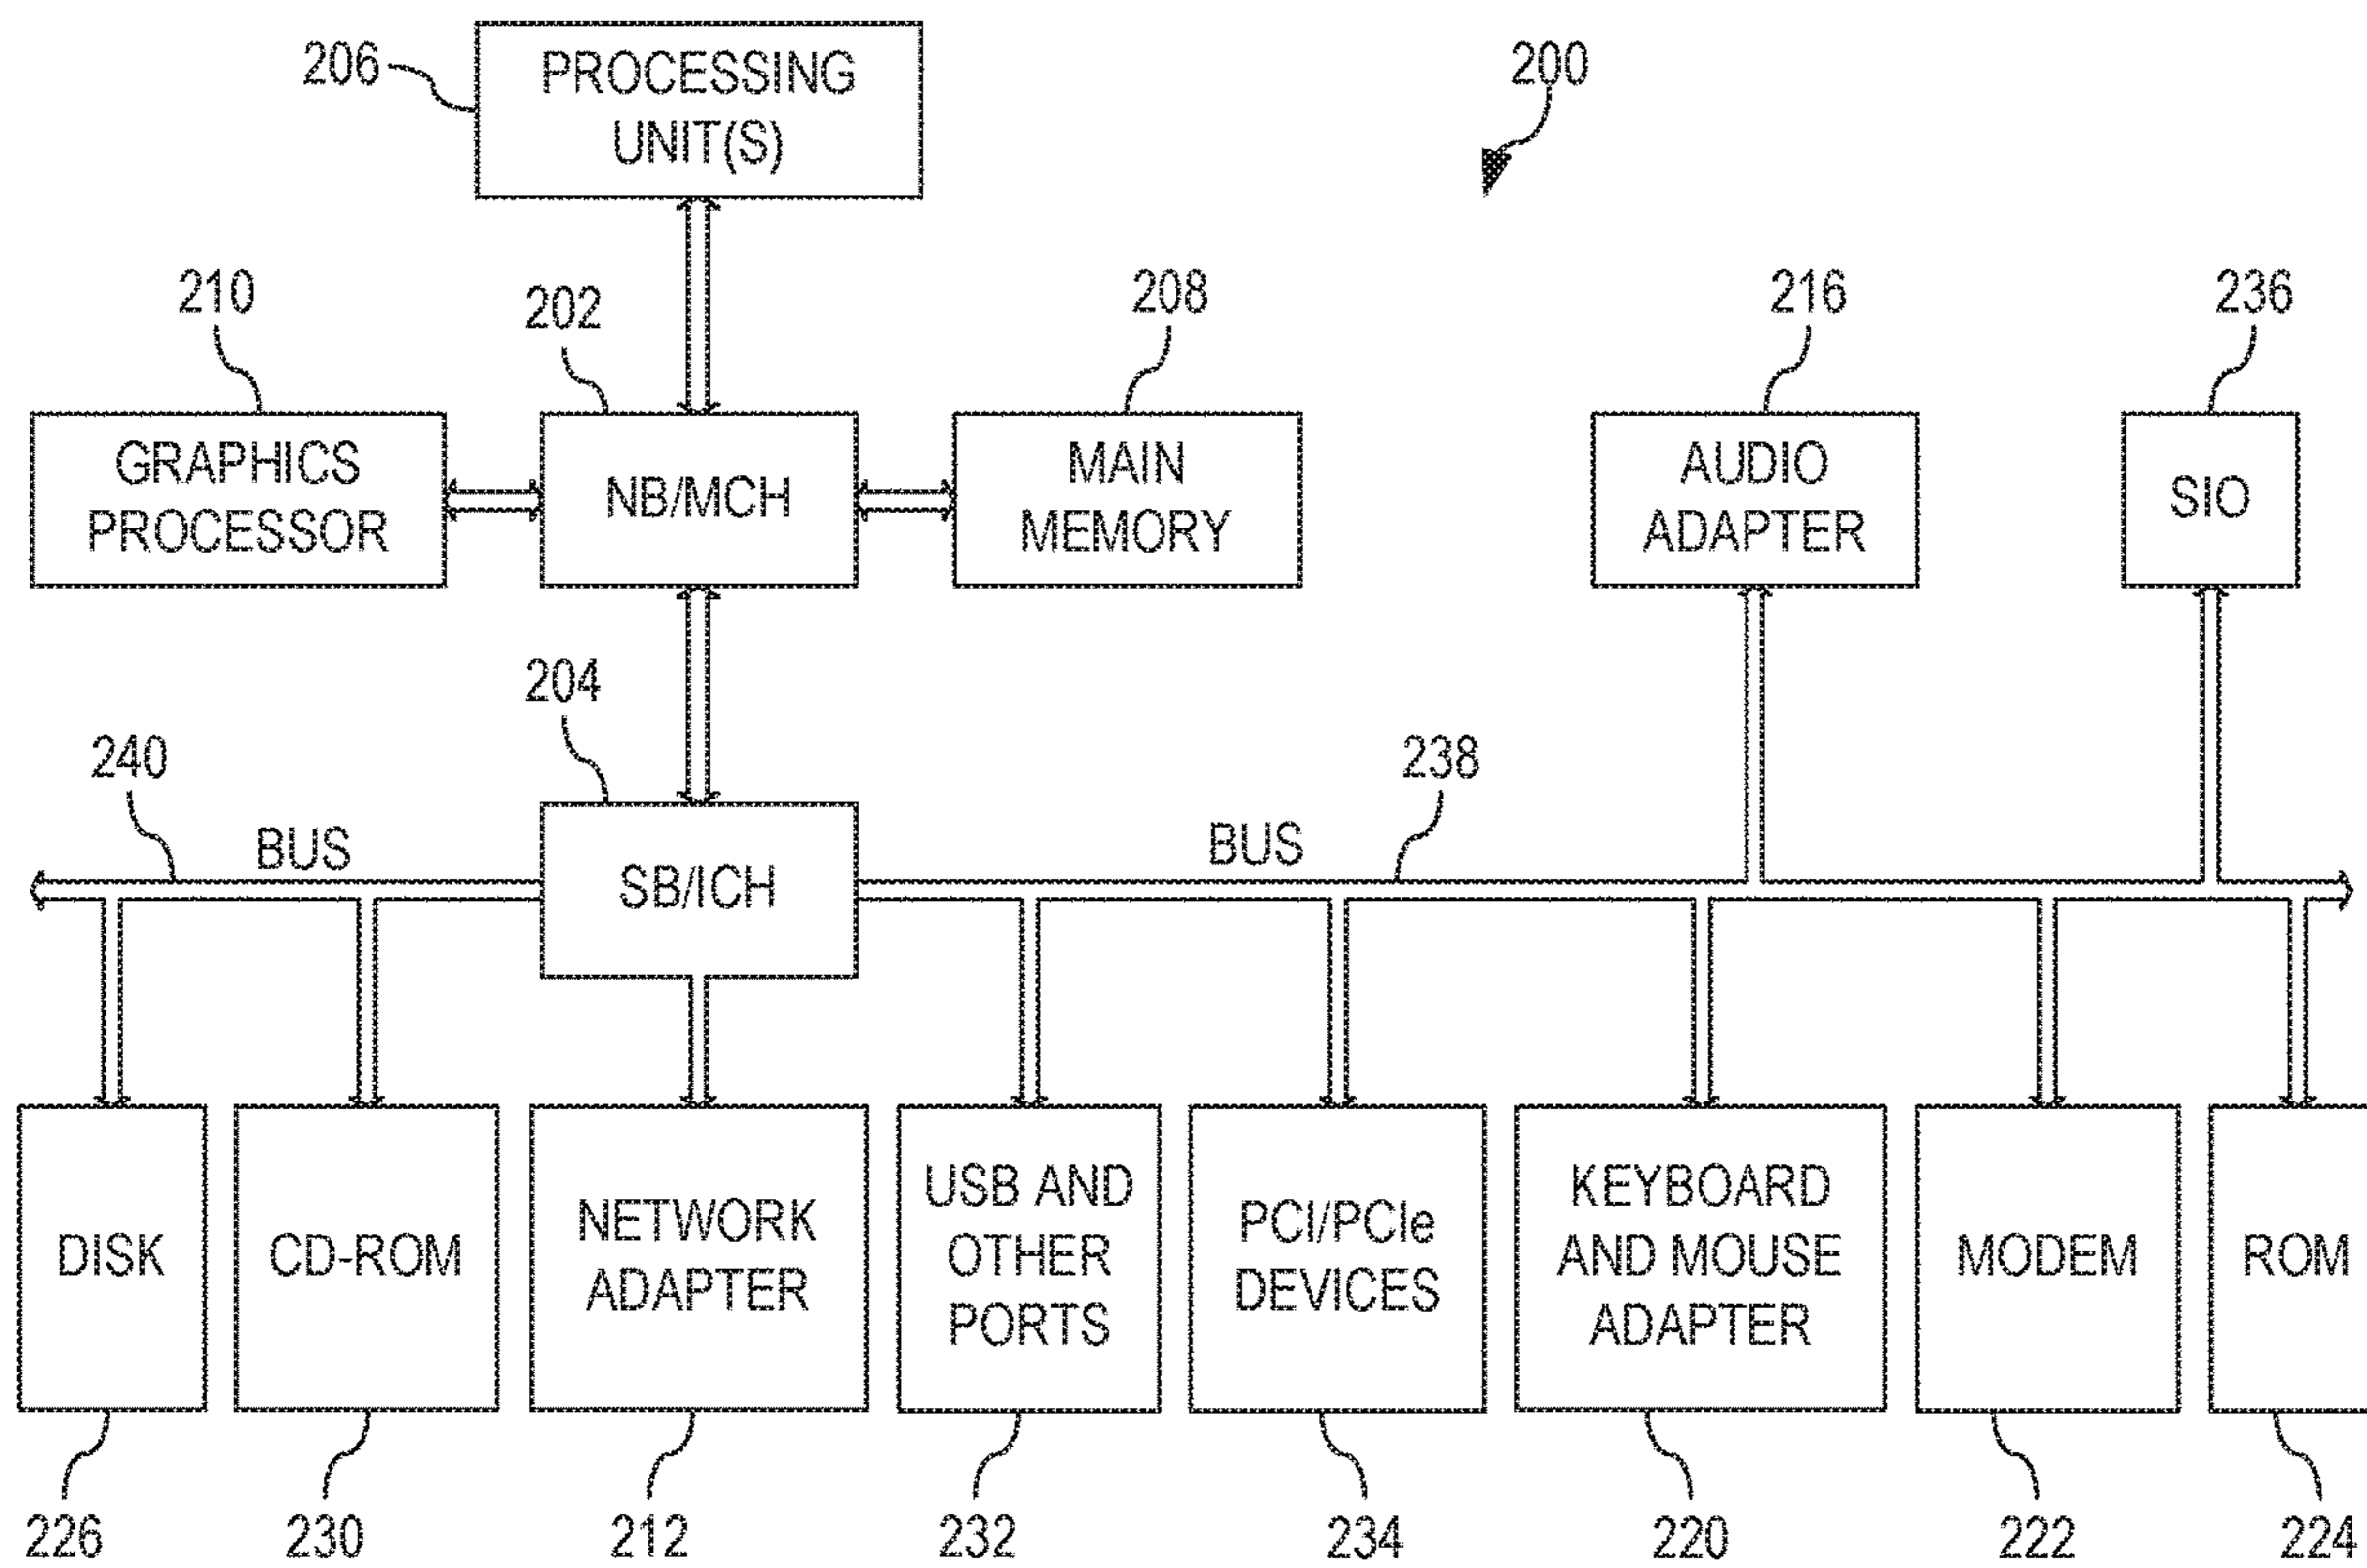 206
PROCESSING
UNIT(S)
200
210
202
208
216
236
GRAPHICS
PROCESSOR
NB/MCH
MAIN
MEMORY
AUDIO
ADAPTER
SIO
204
240
BUS
SB/ICH
BUS
238
DISK
CD-ROM
NETWORK
ADAPTER
USB AND
OTHER
PORTS
PCI/PCIe
DEVICES
KEYBOARD
AND MOUSE
ADAPTER
MODEM
ROM
226
230
212
232
234
220
222
224